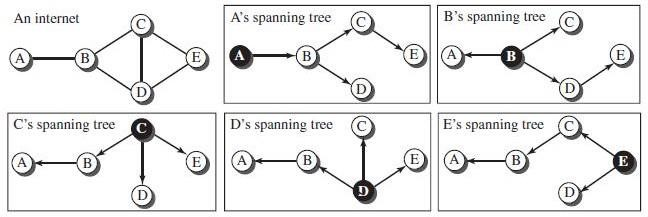 An internet
C
A
B
E
D
A's spanning tree
C
A
B
E
D
B's spanning tree
C
A
B
E
D
C's spanning tree
C
A
B
E
D
D's spanning tree
C
A
B
E
D
E's spanning tree
C
A
B
E
D